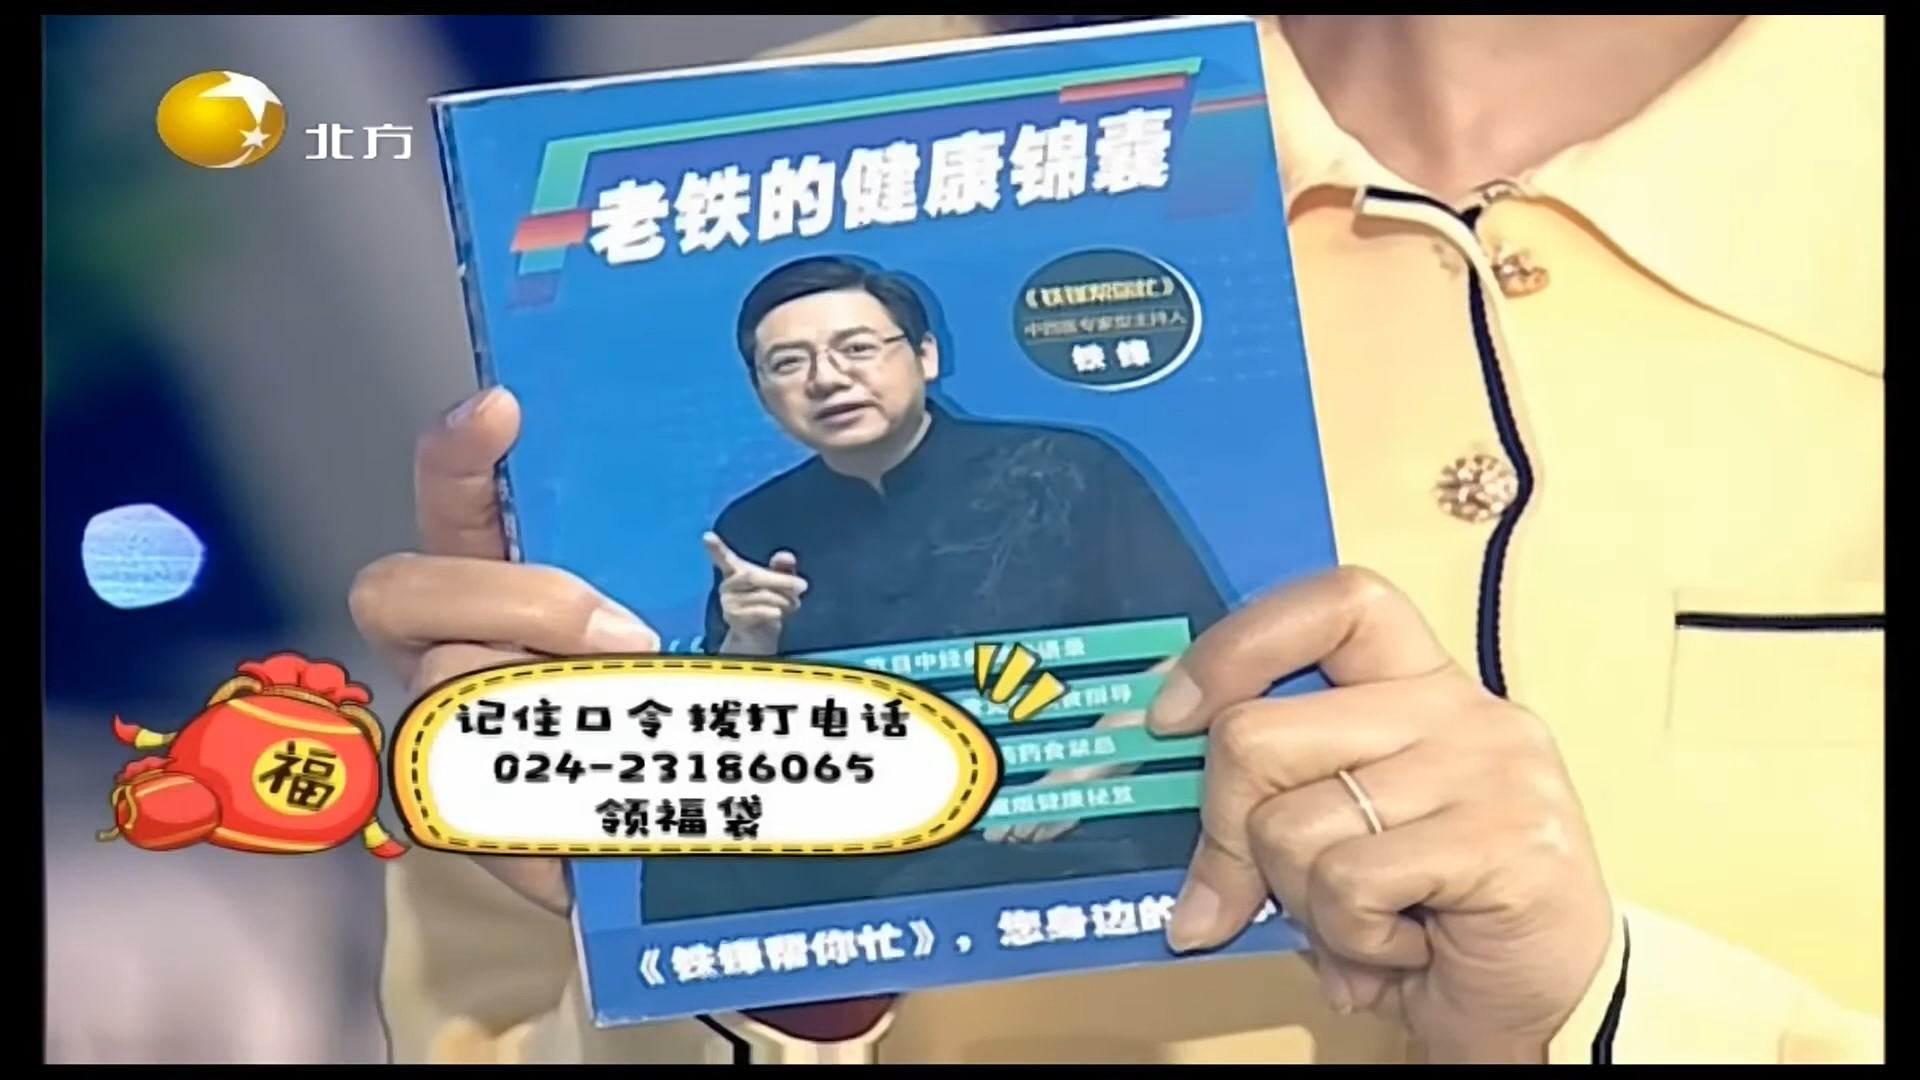 北方
老铁的健康锦囊
《铁锋帮你忙》
中西医专家型主持人
铁锋
记住口令拨打电话
024-23186065
领福袋
福
《铁锋帮你忙》，您身边的